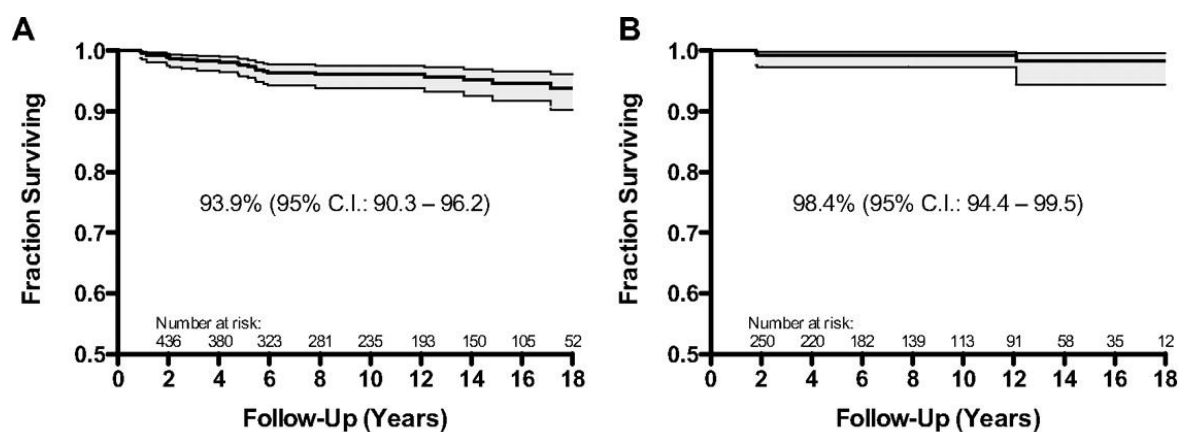 A
Fraction Surviving
1.0
0.9
0.8
0.7
0.6
0.5
93.9% (95% C.I.: 90.3 – 96.2)
Number at risk:
436 380 323 281 235 193 150 105 52
0 2 4 6 8 10 12 14 16 18
Follow-Up (Years)
B
Fraction Surviving
1.0
0.9
0.8
0.7
0.6
0.5
98.4% (95% C.I.: 94.4 – 99.5)
Number at risk:
250 220 182 139 113 91 58 35 12
0 2 4 6 8 10 12 14 16 18
Follow-Up (Years)